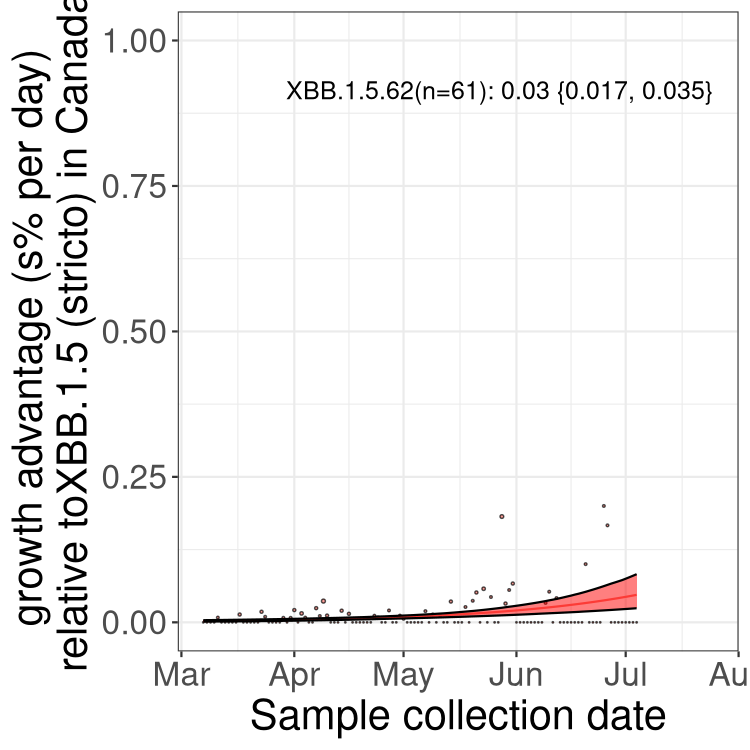 growth advantage (s% per day)
relative toXBB.1.5 (stricto) in Canada
1.00
0.75
0.50
0.25
0.00
XBB.1.5.62(n=61): 0.03 {0.017, 0.035}
Mar Apr May Jun Jul Au
Sample collection date